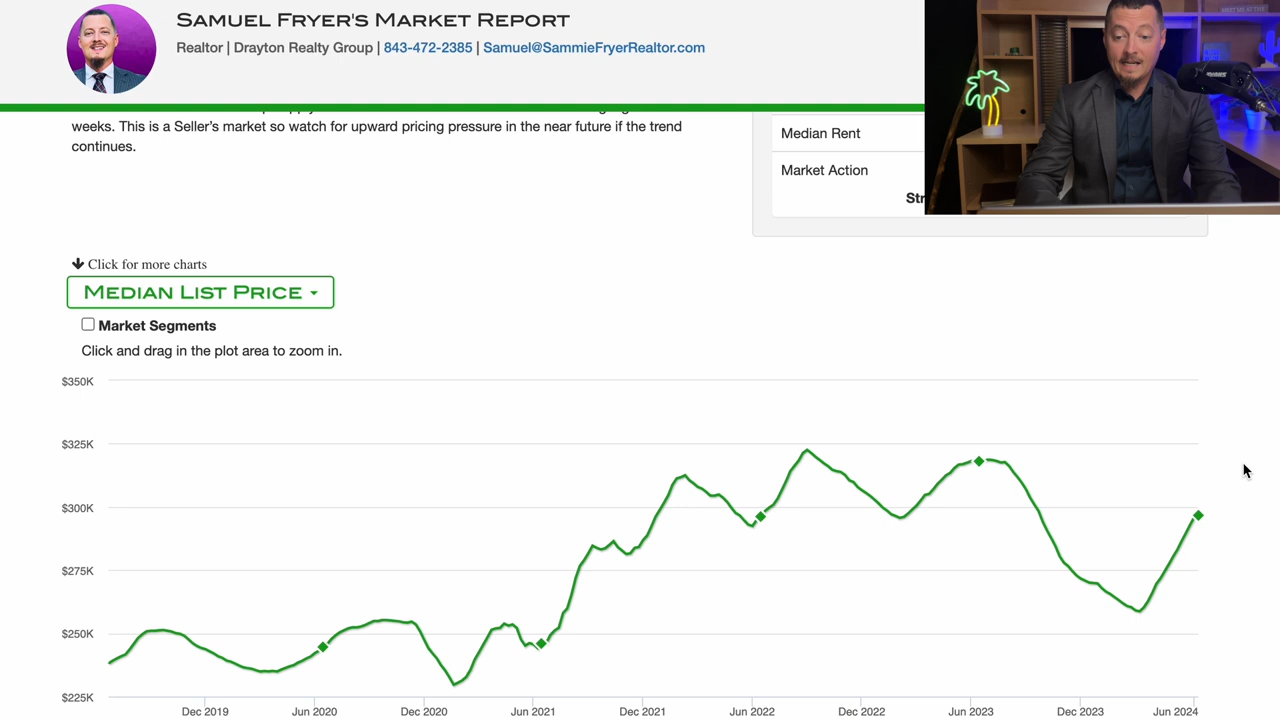 SAMUEL FRYER'S MARKET REPORT
Realtor | Drayton Realty Group | 843-472-2385 | Samuel@SammieFryerRealtor.com
weeks. This is a Seller's market so watch for upward pricing pressure in the near future if the trend
continues.
Median Rent
Market Action
Str
Click for more charts
MEDIAN LIST PRICE
Market Segments
Click and drag in the plot area to zoom in.
$350K
$325K
$300K
$275K
$250K
$225K
Dec 2019 Jun 2020 Dec 2020 Jun 2021 Dec 2021 Jun 2022 Dec 2022 Jun 2023 Dec 2023 Jun 2024